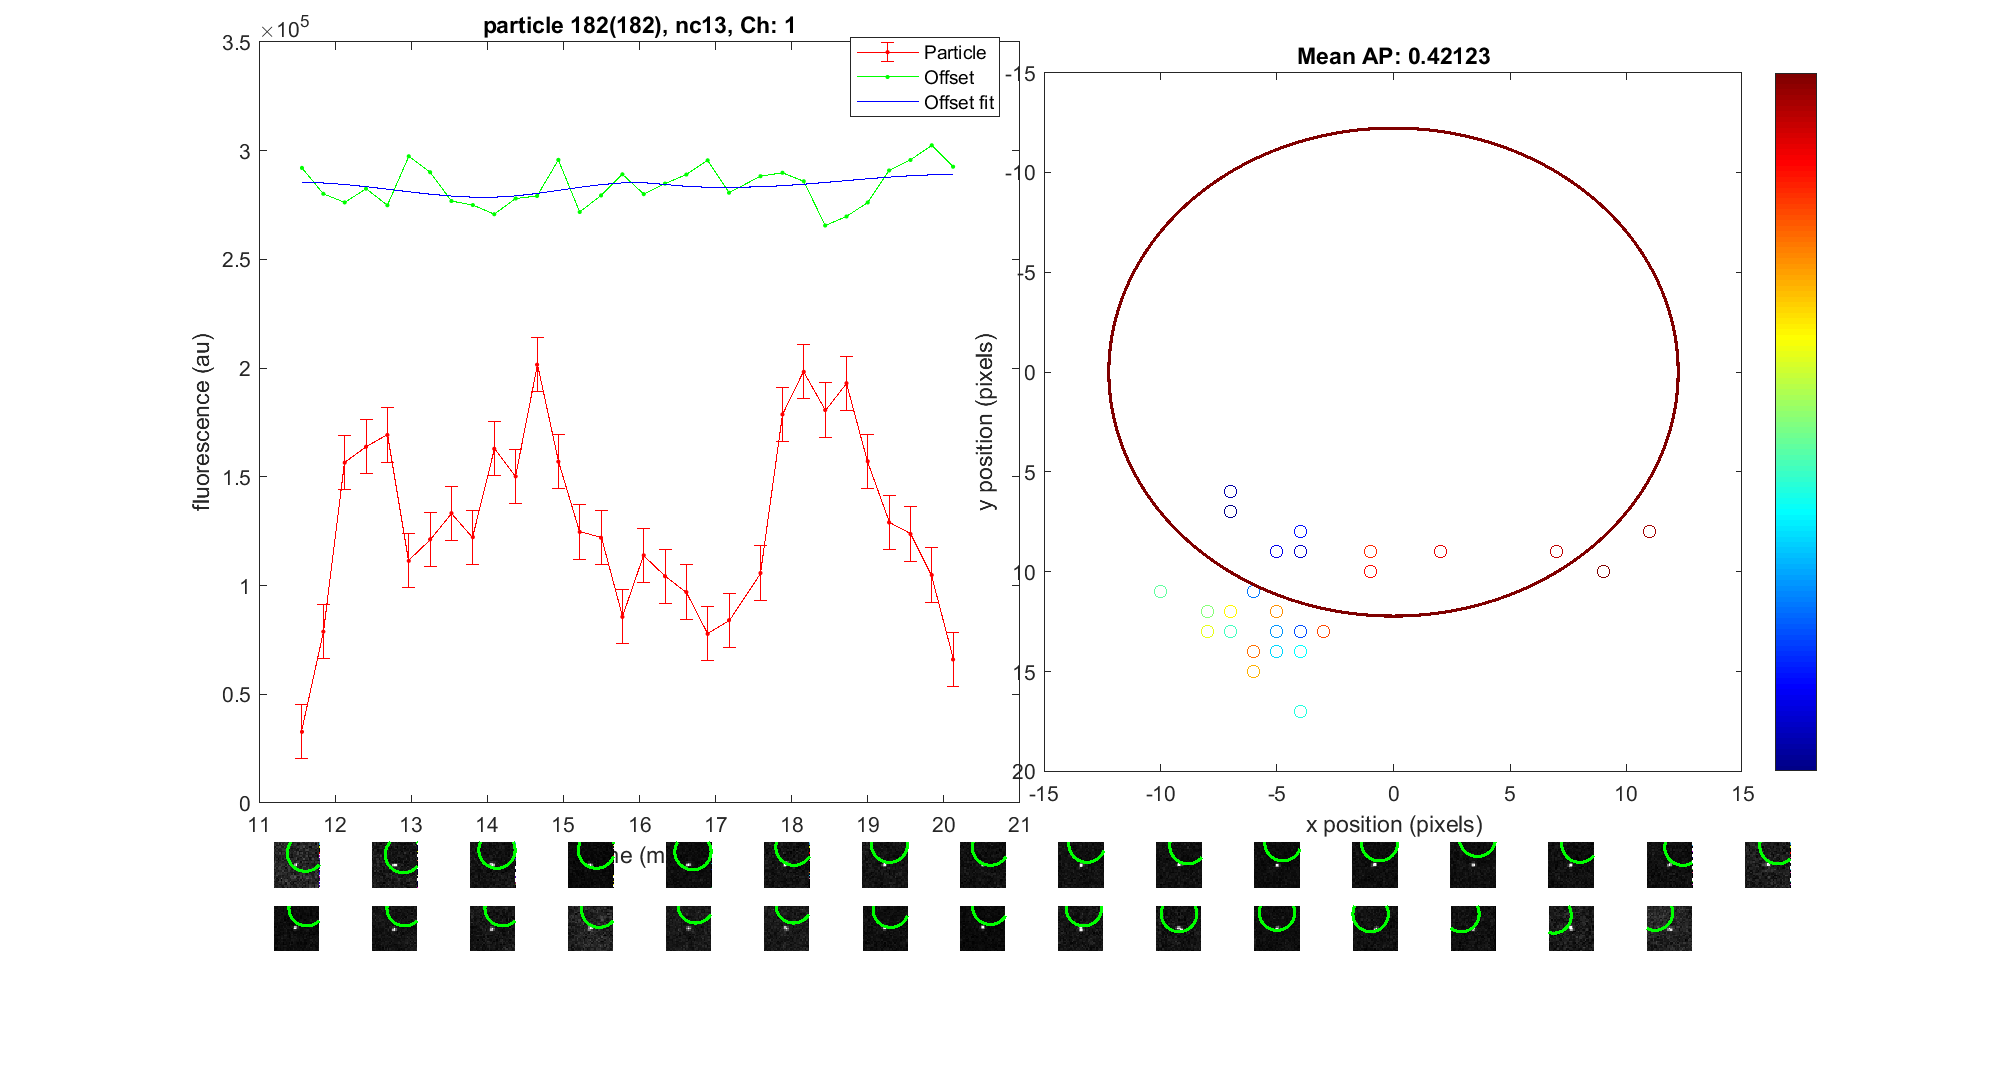 particle 182(182), nc13, Ch: 1
×10^5
Particle
Offset
Offset fit
3.5
3
2.5
2
1.5
1
0.5
0
fluorescence (au)
11 12 13 14 15 16 17 18 19 20 21
Mean AP: 0.42123
-15
-10
-5
0
5
10
15
20
y position (pixels)
-15 -10 -5 0 5 10 15
x position (pixels)